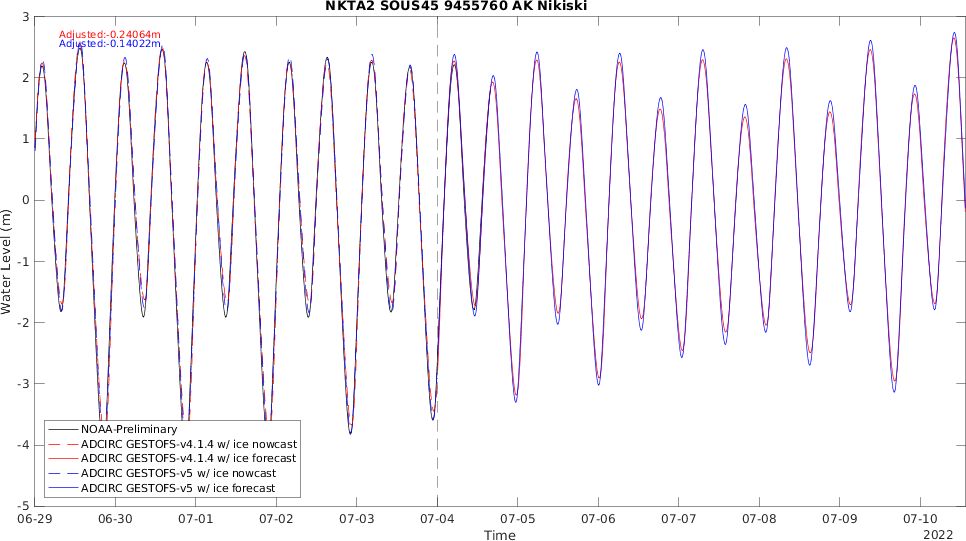 NKTA2 SOUS45 9455760 AK Nikiski
Adjusted:-0.24064m
Adjusted:-0.14022m
3
2
1
0
-1
-2
-3
-4
-5
Water Level (m)
NOAA-Preliminary
ADCIRC GESTOFS-v4.1.4 w/ ice nowcast
ADCIRC GESTOFS-v4.1.4 w/ ice forecast
ADCIRC GESTOFS-v5 w/ ice nowcast
ADCIRC GESTOFS-v5 w/ ice forecast
06-29 06-30 07-01 07-02 07-03 07-04 07-05 07-06 07-07 07-08 07-09 07-10
Time
2022